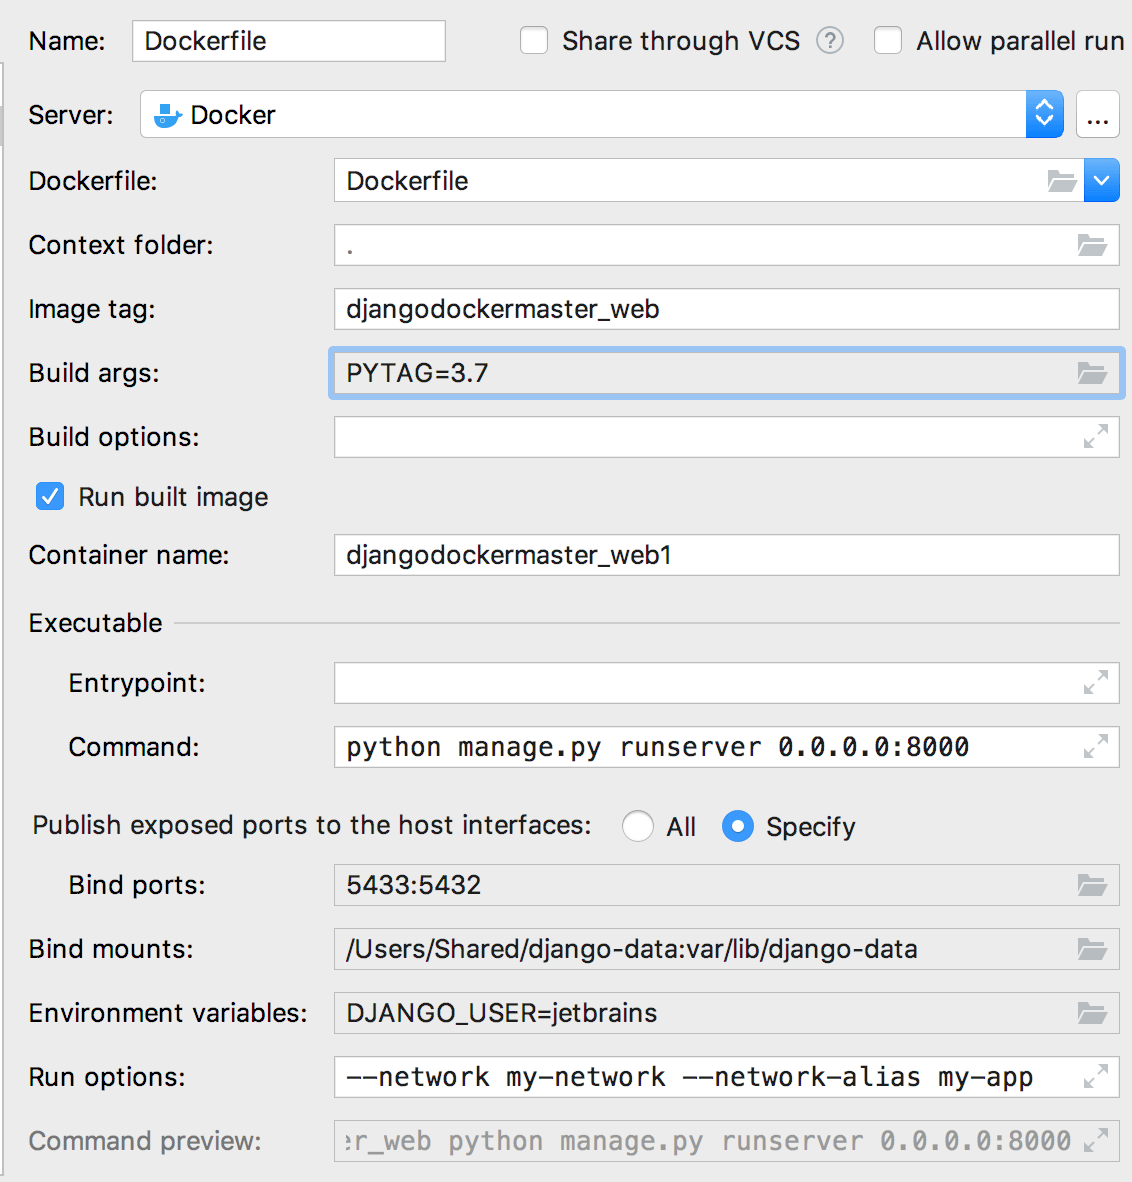 Name: Dockerfile Share through VCS ? Allow parallel run
Server: Docker ...
Dockerfile: Dockerfile
Context folder: .
Image tag: djangodockermaster_web
Build args: PYTAG=3.7
Build options:
Run built image
Container name: djangodockermaster_web1
Executable
Entrypoint:
Command: python manage.py runserver 0.0.0.0:8000
Publish exposed ports to the host interfaces: All Specify
Bind ports: 5433:5432
Bind mounts: /Users/Shared/django-data:var/lib/django-data
Environment variables: DJANGO_USER=jetbrains
Run options: --network my-network --network-alias my-app
Command preview: er_web python manage.py runserver 0.0.0.0:8000